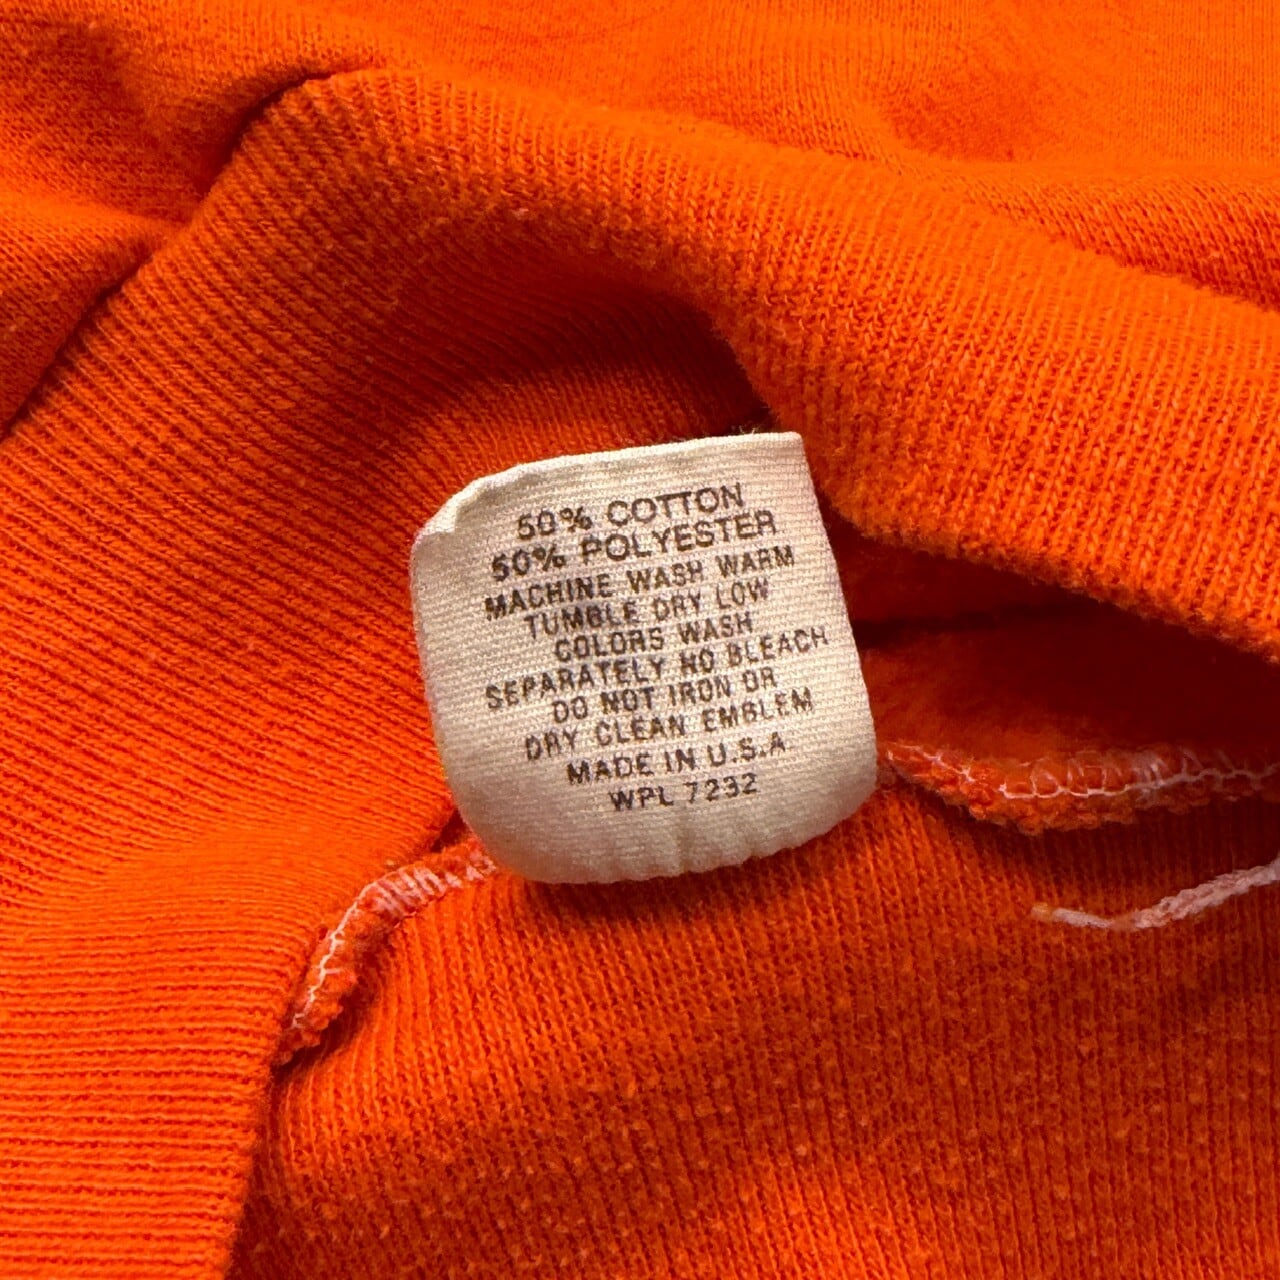 50% COTTON
50% POLYESTER
MACHINE WASH WARM
TUMBLE DRY LOW
COLORS WASH
SEPARATELY NO BLEACH
DO NOT IRON OR
DRY CLEAN EMBLEM
MADE IN U.S.A
WPL 7232